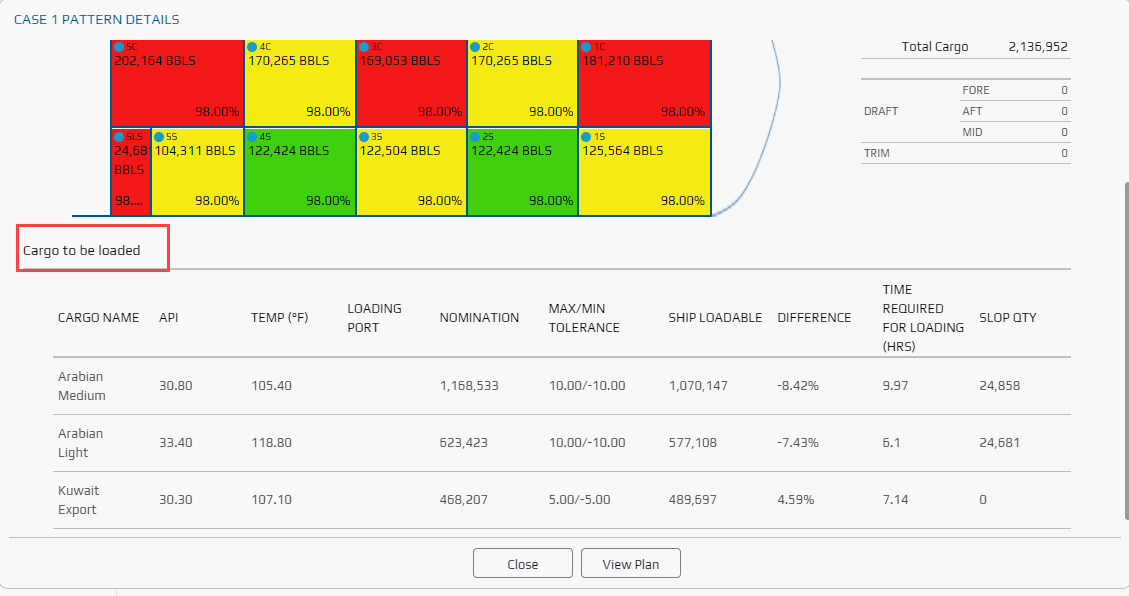 CASE 1 PATTERN DETAILS
5C 4C 3C 2C 1C
202,164 BBLS 170,265 BBLS 169,053 BBLS 170,265 BBLS 181,210 BBLS
98.00% 98.00% 98.00% 98.00% 98.00%
SLS 5S 4S 3S 2S 1S
24,68 104,311 BBLS 122,424 BBLS 122,504 BBLS 122,424 BBLS 125,564 BBLS
BBLS
98.... 98.00% 98.00% 98.00% 98.00% 98.00%
Total Cargo 2,136,952
FORE 0
DRAFT AFT 0
MID 0
TRIM 0
Cargo to be loaded
CARGO NAME API TEMP (°F) LOADING PORT NOMINATION MAX/MIN TOLERANCE SHIP LOADABLE DIFFERENCE TIME REQUIRED FOR LOADING (HRS) SLOP QTY
Arabian Medium 30.80 105.40 1,168,533 10.00/-10.00 1,070,147 -8.42% 9.97 24,858
Arabian Light 33.40 118.80 623,423 10.00/-10.00 577,108 -7.43% 6.1 24,681
Kuwait Export 30.30 107.10 468,207 5.00/-5.00 489,697 4.59% 7.14 0
Close View Plan